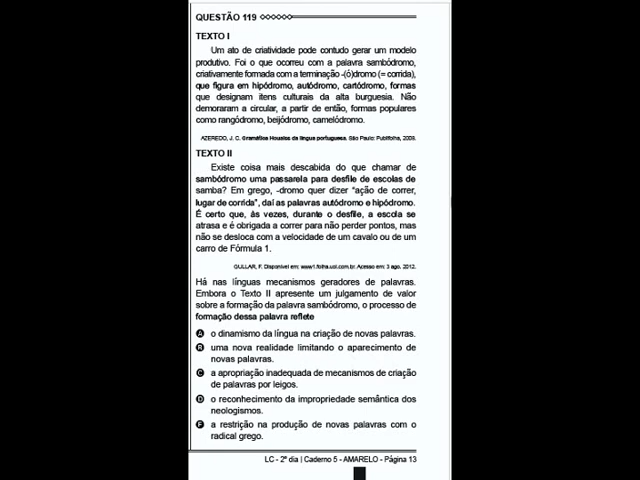 QUESTÃO 119
TEXTO I
Um ato de criatividade pode contudo gerar um modelo
produtivo. Foi o que ocorreu com a palavra sambódromo,
criativamente formada com a terminação -(ó)dromo (= corrida),
que figura em hipódromo, autódromo, cartódromo, formas
que designam itens culturais da alta burguesia. Não
demoraram a circular, a partir de então, formas populares
como rangódromo, beijódromo, camelódromo.
AZEREDO, J. C. Gramática Houaiss da língua portuguesa. São Paulo: Publifolha, 2008.
TEXTO II
Existe coisa mais descabida do que chamar de
sambódromo uma passarela para desfile de escolas de
samba? Em grego, -dromo quer dizer “ação de correr,
lugar de corrida”, daí as palavras autódromo e hipódromo.
É certo que, às vezes, durante o desfile, a escola se
atrasa e é obrigada a correr para não perder pontos, mas
não se desloca com a velocidade de um cavalo ou de um
carro de Fórmula 1.
GULLAR, F. Disponível em: www1.folha.uol.com.br. Acesso em: 3 ago. 2012.
Há nas línguas mecanismos geradores de palavras.
Embora o Texto II apresente um julgamento de valor
sobre a formação da palavra sambódromo, o processo de
formação dessa palavra reflete
A o dinamismo da língua na criação de novas palavras.
B uma nova realidade limitando o aparecimento de
novas palavras.
C a apropriação inadequada de mecanismos de criação
de palavras por leigos.
D o reconhecimento da impropriedade semântica dos
neologismos.
E a restrição na produção de novas palavras com o
radical grego.
LC - 2º dia | Caderno 5 - AMARELO - Página 13